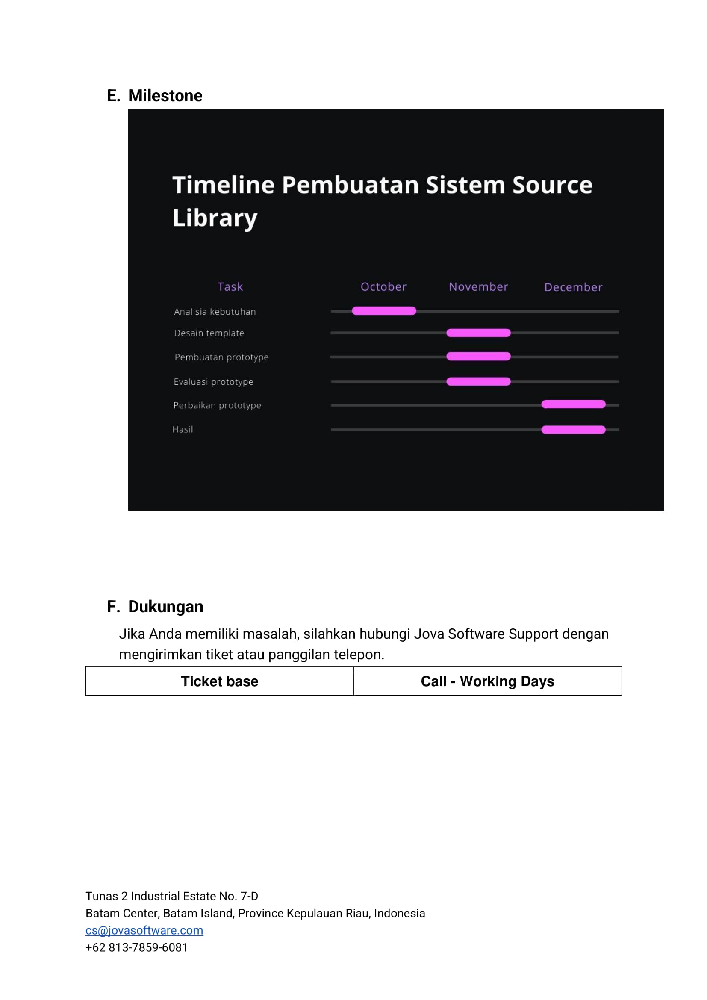 E. Milestone
Timeline Pembuatan Sistem Source
Library
Task October November December
Analisia kebutuhan
Desain template
Pembuatan prototype
Evaluasi prototype
Perbaikan prototype
Hasil
F. Dukungan
Jika Anda memiliki masalah, silahkan hubungi Jova Software Support dengan
mengirimkan tiket atau panggilan telepon.
Ticket base Call - Working Days
Tunas 2 Industrial Estate No. 7-D
Batam Center, Batam Island, Province Kepulauan Riau, Indonesia
cs@jovasoftware.com
+62 813-7859-6081